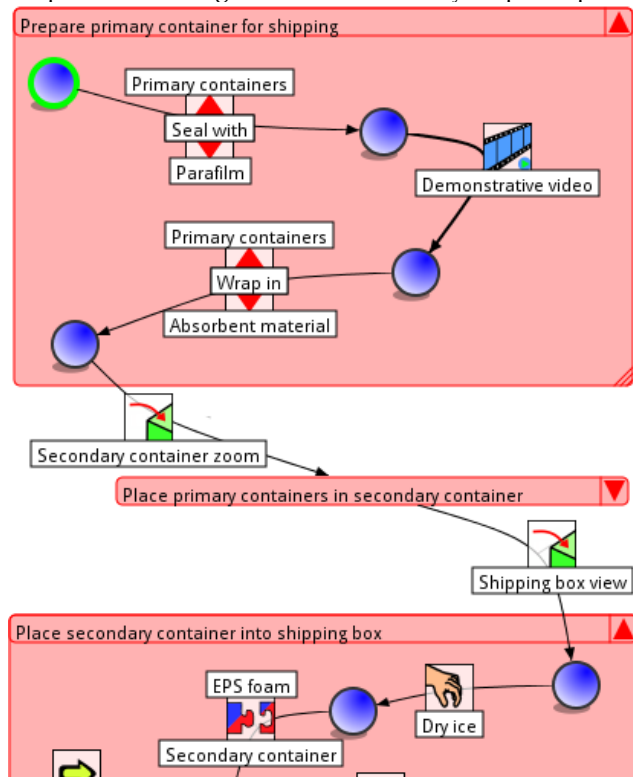 Prepare primary container for shipping
Primary containers
Seal with
Parafilm
Demonstrative video
Primary containers
Wrap in
Absorbent material
Secondary container zoom
Place primary containers in secondary container
Shipping box view
Place secondary container into shipping box
EPS foam
Dry ice
Secondary container